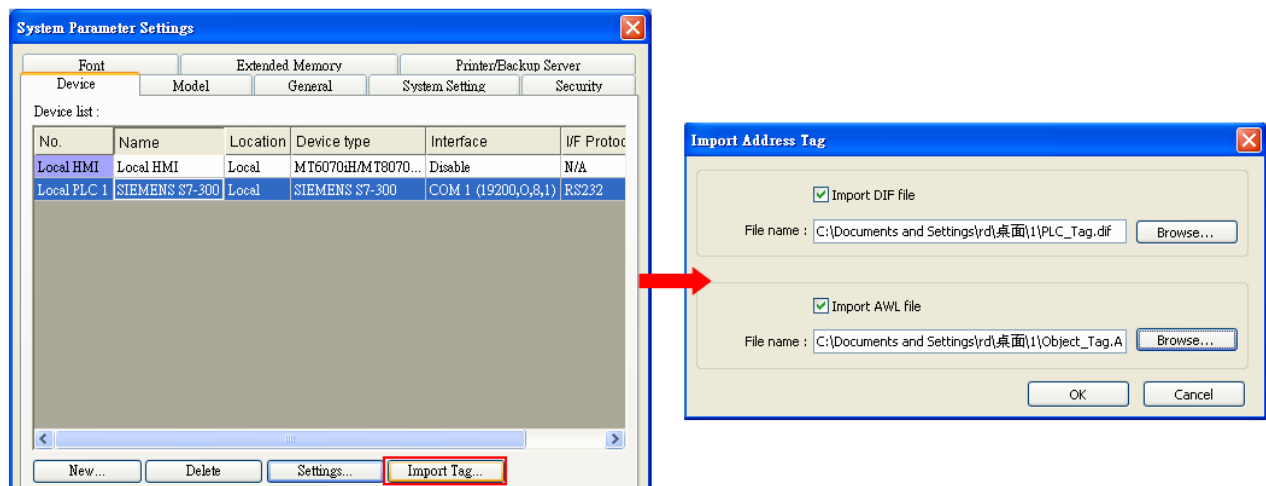 System Parameter Settings
Font Extended Memory Printer/Backup Server
Device Model General System Setting Security
Device list :
No. Name Location Device type Interface I/F Protoc
Local HMI Local HMI Local MT6070iH/MT8070... Disable N/A
Local PLC 1 SIEMENS S7-300 Local SIEMENS S7-300 COM 1 (19200,O,8,1) RS232
New... Delete Settings... Import Tag...
Import Address Tag
Import DIF file
File name : C:\Documents and Settings\rd\桌面\1\PLC_Tag.dif Browse...
Import AWL file
File name : C:\Documents and Settings\rd\桌面\1\Object_Tag.A Browse...
OK Cancel